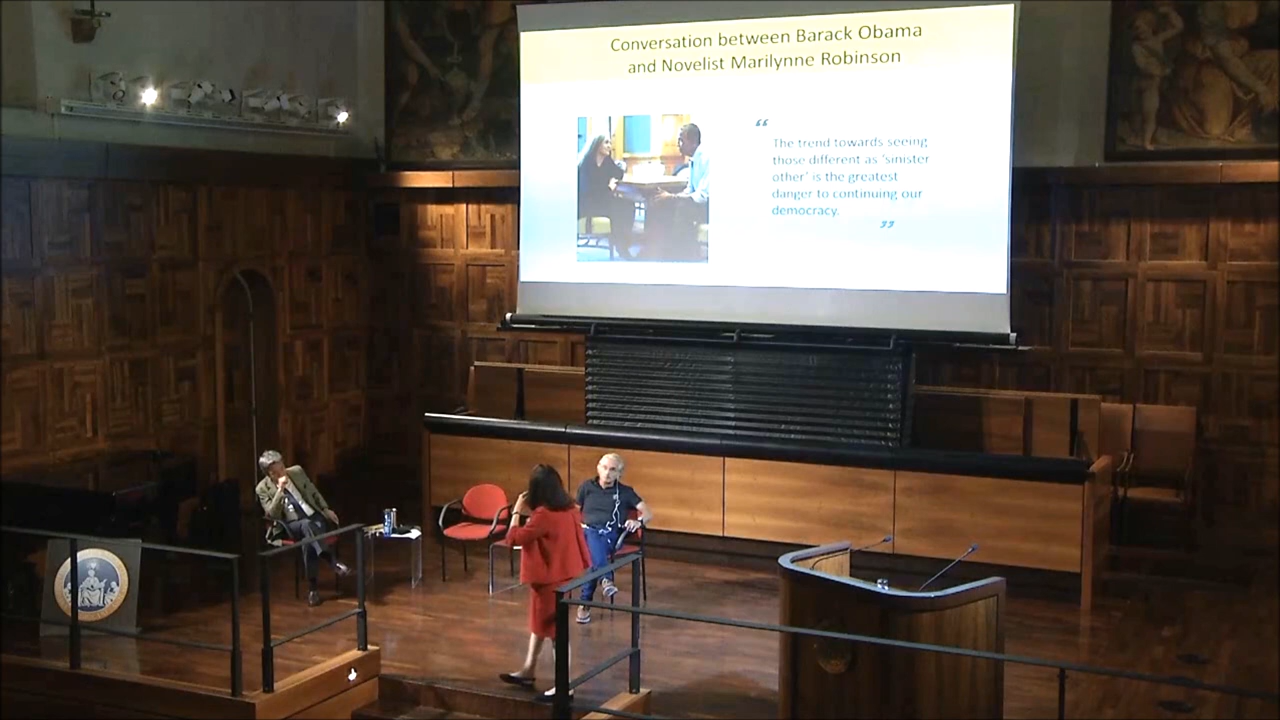 Conversation between Barack Obama
and Novelist Marilynne Robinson
“
The trend towards seeing
those different as ‘sinister
other’ is the greatest
danger to continuing our
democracy.
”